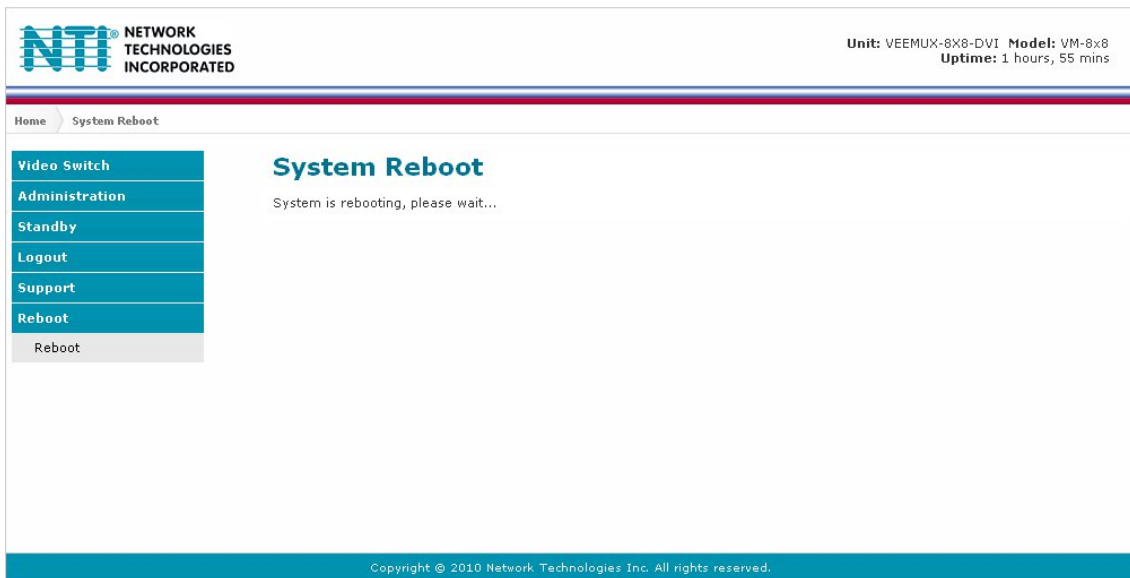 NTI® NETWORK
TECHNOLOGIES
INCORPORATED
Unit: VEEMUX-8X8-DVI Model: VM-8x8
Uptime: 1 hours, 55 mins
Home System Reboot
Video Switch
Administration
Standby
Logout
Support
Reboot
Reboot
System Reboot
System is rebooting, please wait...
Copyright © 2010 Network Technologies Inc. All rights reserved.